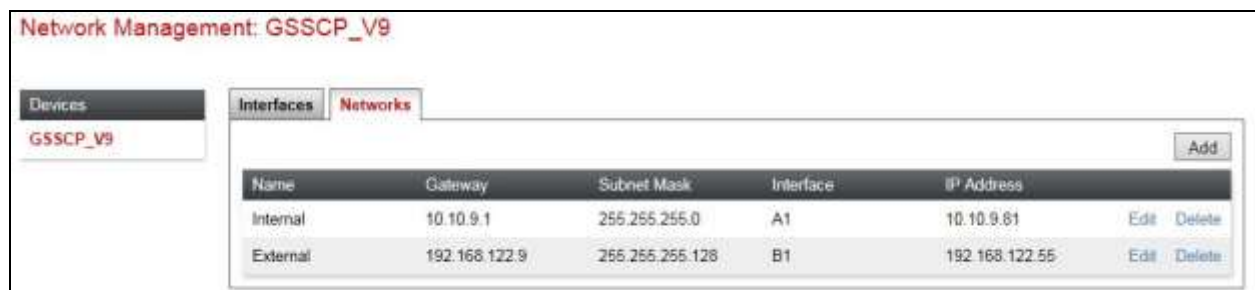 Network Management: GSSCP_V9
Devices
GSSCP_V9
Interfaces Networks
Add
Name Gateway Subnet Mask Interface IP Address
Internal 10.10.9.1 255.255.255.0 A1 10.10.9.81 Edit Delete
External 192.168.122.9 255.255.255.128 B1 192.168.122.55 Edit Delete